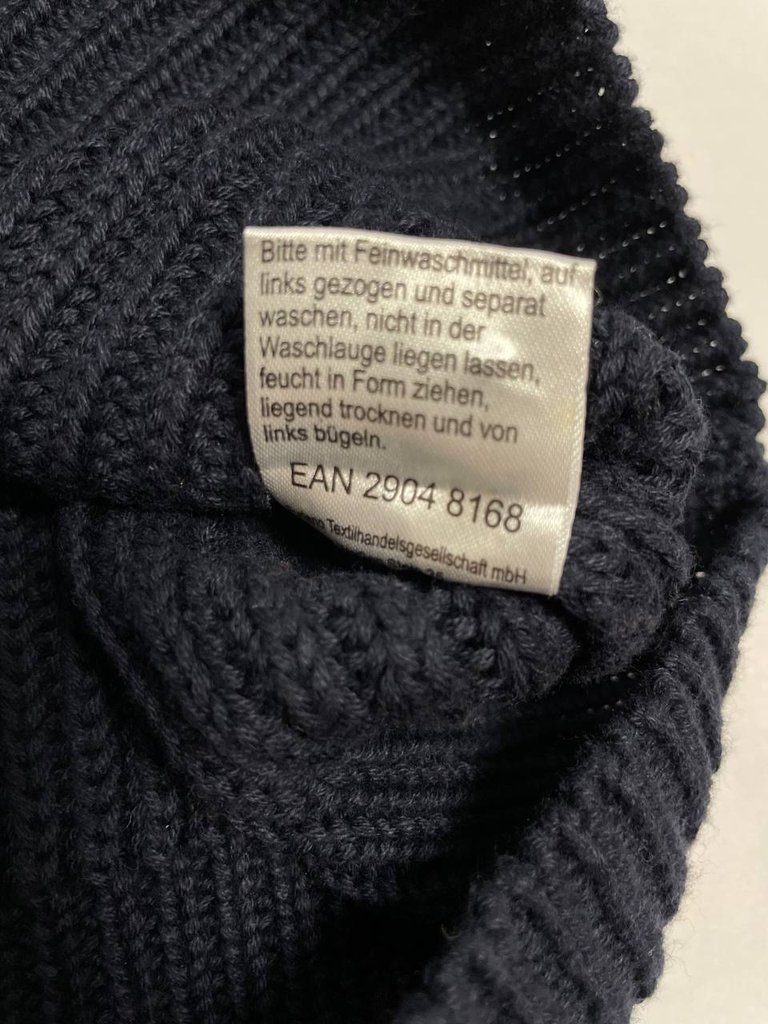 Bitte mit Feinwaschmittel, auf
links gezogen und separat
waschen, nicht in der
Waschlauge liegen lassen,
feucht in Form ziehen,
liegend trocknen und von
links bügeln.
EAN 2904 8168
Textilhandelsgesellschaft mbH